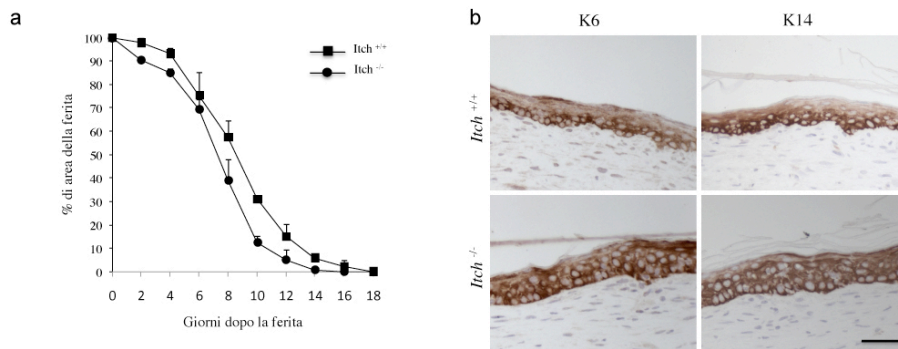 a
100
90
80
70
60
50
40
30
20
10
0
% di area della ferita
Itch +/+
Itch -/-
0 2 4 6 8 10 12 14 16 18
Giorni dopo la ferita
b
K6 K14
Itch +/+
Itch -/-